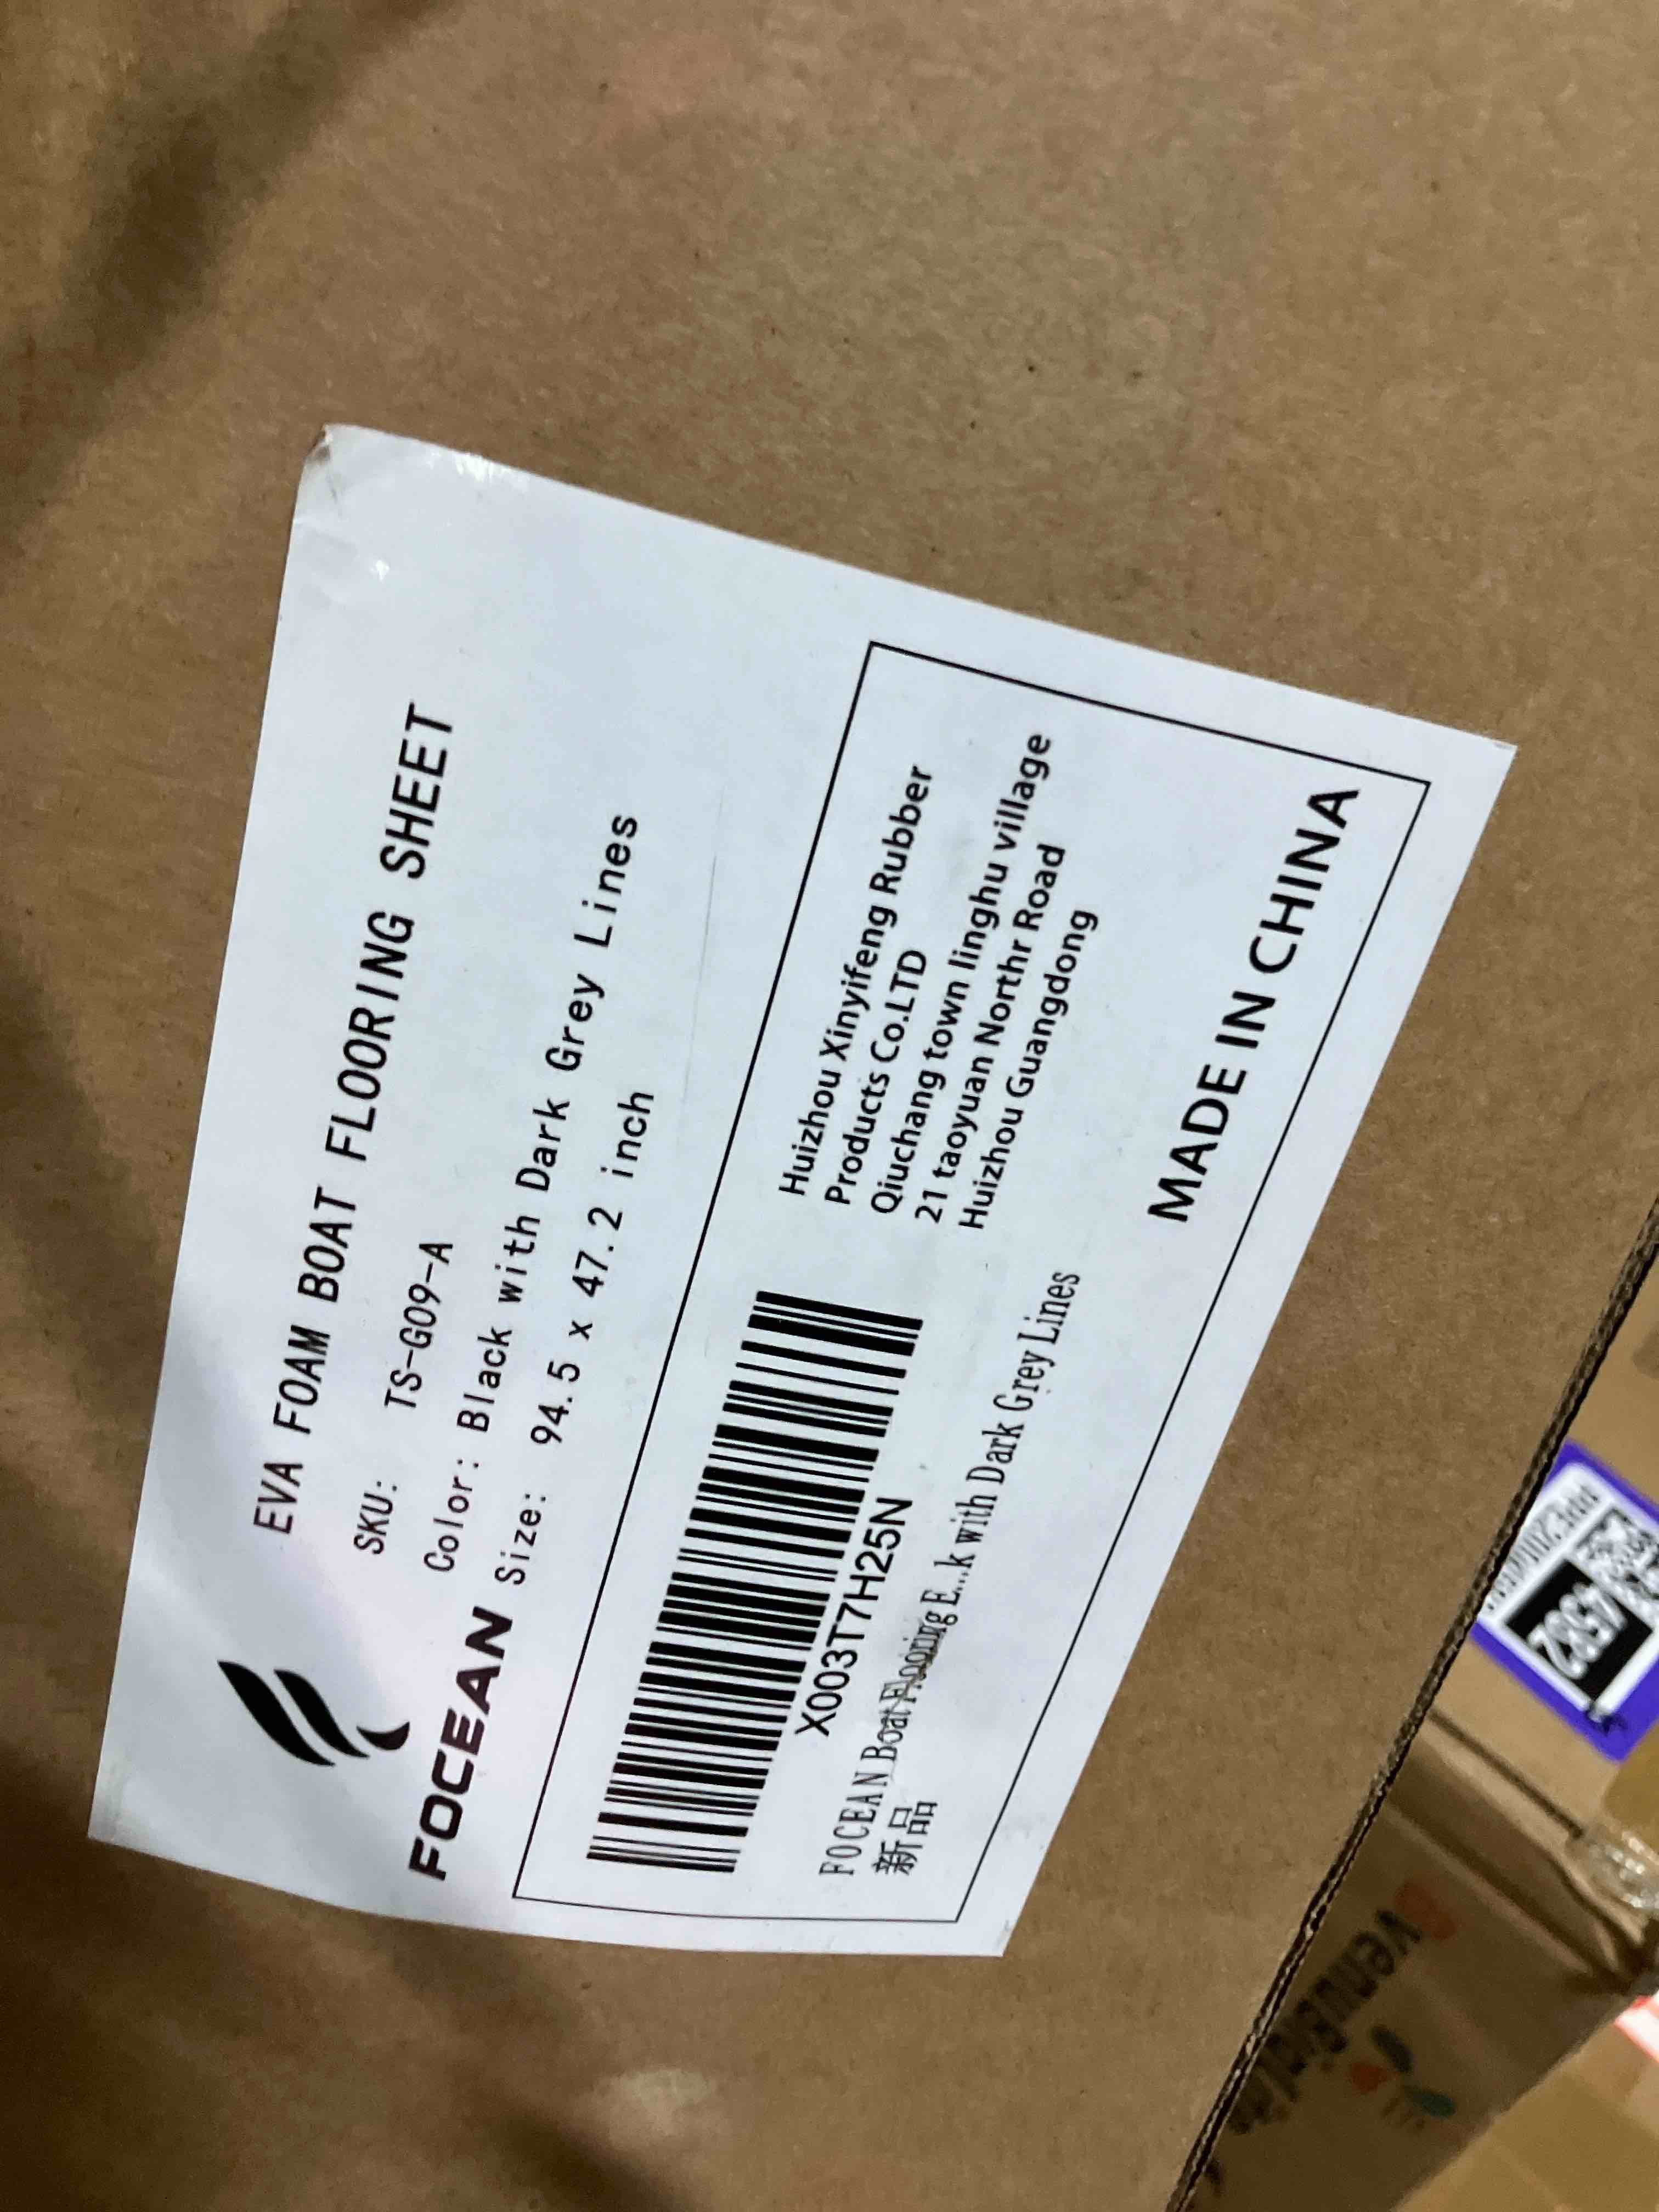 EVA FOAM BOAT FLOORING SHEET
SKU: TS-G09-A
Color: Black with Dark Grey Lines
Size: 94.5 x 47.2 inch
FOCEAN
X003T7H25N
FOCEAN Boat Flooring E...k with Dark Grey Lines
新品
Huizhou Xinyifeng Rubber
Products Co.LTD
Qiuchang town linghu village
21 taoyuan Northr Road
Huizhou Guangdong
MADE IN CHINA
4582